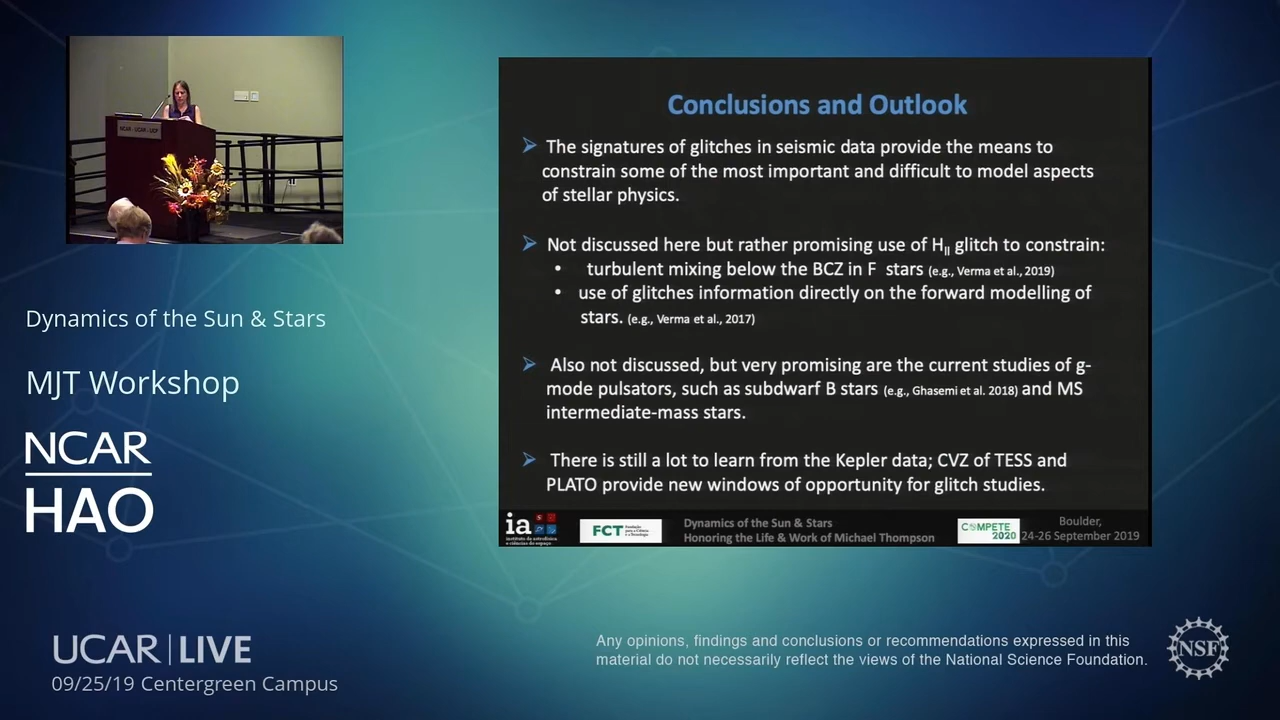 NCAR - UCAR - UCP
Dynamics of the Sun & Stars
MJT Workshop
NCAR
HAO
UCAR | LIVE
09/25/19 Centergreen Campus
Conclusions and Outlook
➤ The signatures of glitches in seismic data provide the means to
constrain some of the most important and difficult to model aspects
of stellar physics.
➤ Not discussed here but rather promising use of HII glitch to constrain:
• turbulent mixing below the BCZ in F stars (e.g., Verma et al., 2019)
• use of glitches information directly on the forward modelling of
stars. (e.g., Verma et al., 2017)
➤ Also not discussed, but very promising are the current studies of g-
mode pulsators, such as subdwarf B stars (e.g., Ghasemi et al. 2018) and MS
intermediate-mass stars.
➤ There is still a lot to learn from the Kepler data; CVZ of TESS and
PLATO provide new windows of opportunity for glitch studies.
ia
instituto de astrofísica
e ciências do espaço
FCT Fundação
para a Ciência
e a Tecnologia
Dynamics of the Sun & Stars
Honoring the Life & Work of Michael Thompson
COMPETE
2020
Boulder,
24-26 September 2019
Any opinions, findings and conclusions or recommendations expressed in this
material do not necessarily reflect the views of the National Science Foundation.
NSF